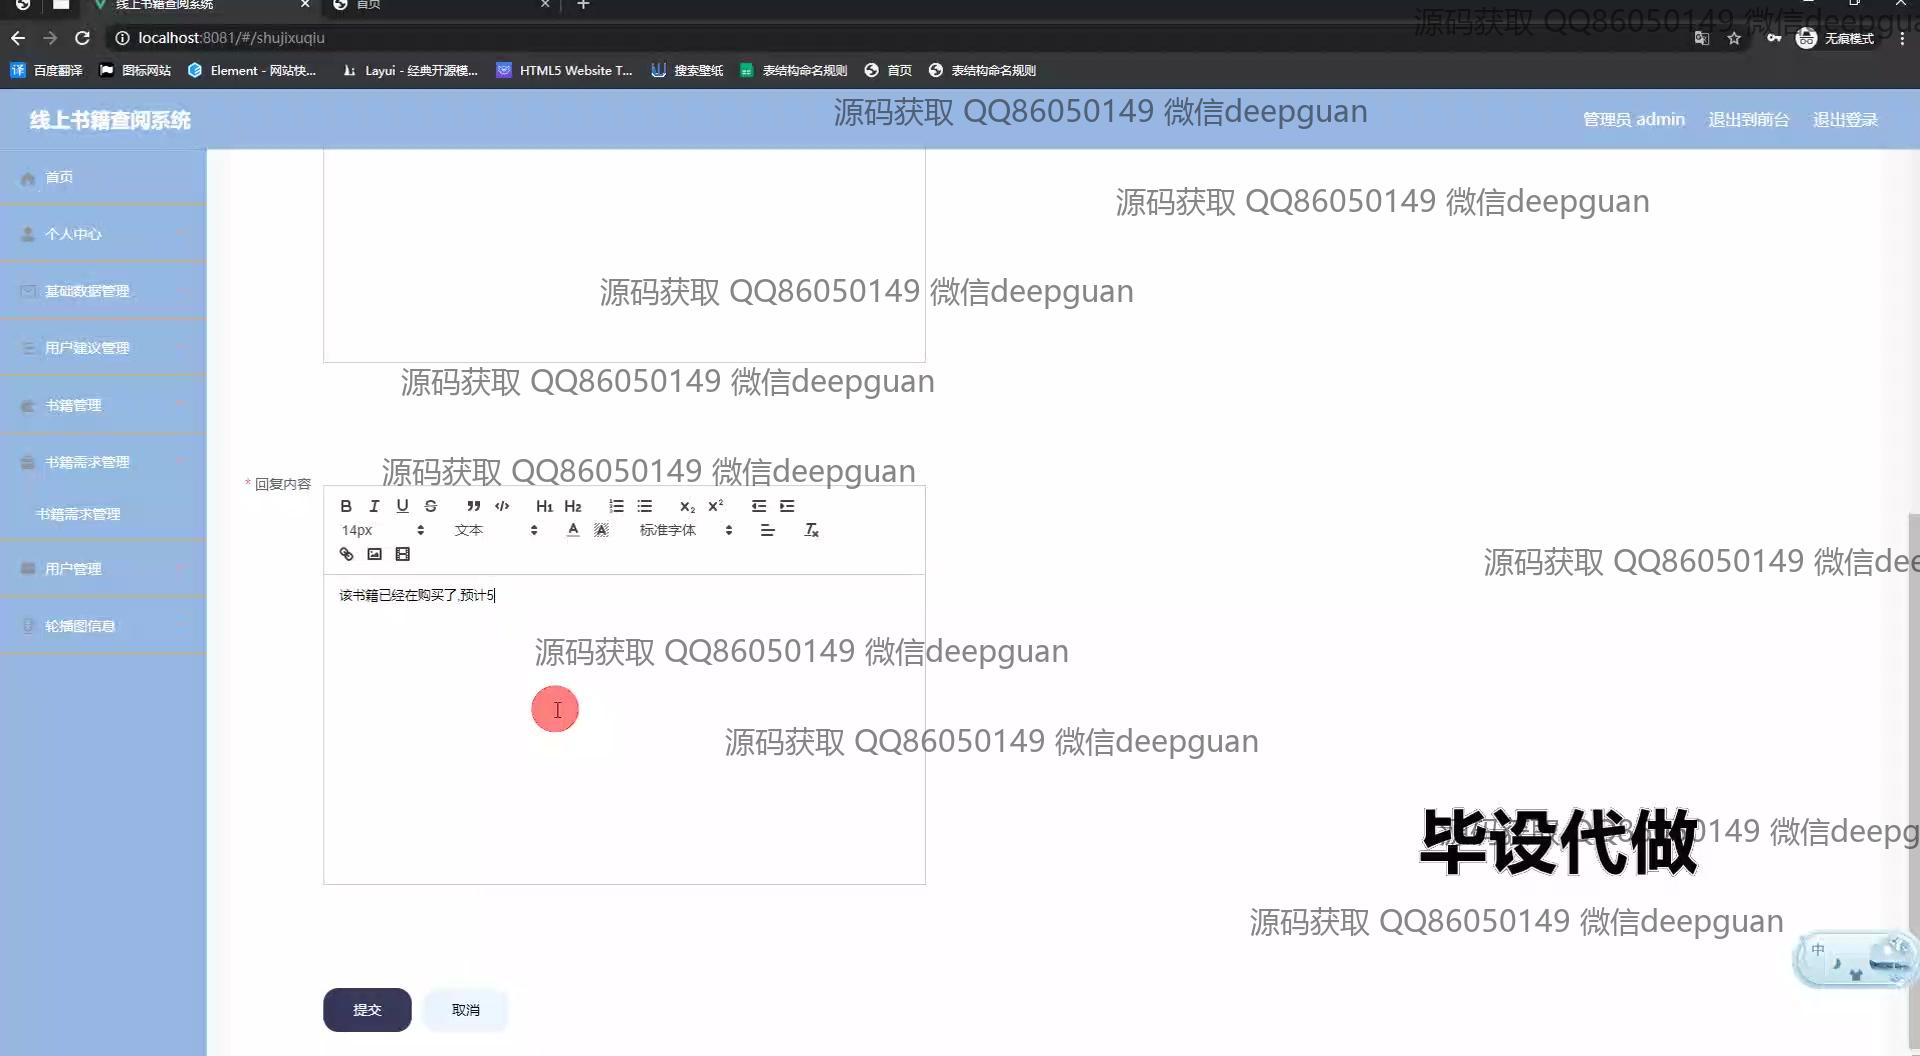 线上书籍查阅系统
首页
localhost:8081/#/shujixuqiu
无痕模式
百度翻译
图标网站
Element - 网站快...
Layui - 经典开源模...
HTML5 Website T...
搜索壁纸
表结构命名规则
首页
表结构命名规则
源码获取 QQ86050149 微信deepgua
线上书籍查阅系统
源码获取 QQ86050149 微信deepguan
管理员 admin
退出到前台
退出登录
首页
个人中心
基础数据管理
用户建议管理
书籍管理
书籍需求管理
书籍需求管理
用户管理
轮播图信息
源码获取 QQ86050149 微信deepguan
源码获取 QQ86050149 微信deepguan
源码获取 QQ86050149 微信deepguan
源码获取 QQ86050149 微信deepguan
* 回复内容
B I U S H1 H2 X2 X2
14px 文本 A A 标准字体
源码获取 QQ86050149 微信dee
该书籍已经在购买了,预计5
源码获取 QQ86050149 微信deepguan
源码获取 QQ86050149 微信deepguan
毕设代做
源码获取 QQ86050149 微信deepg
源码获取 QQ86050149 微信deepguan
中
提交
取消